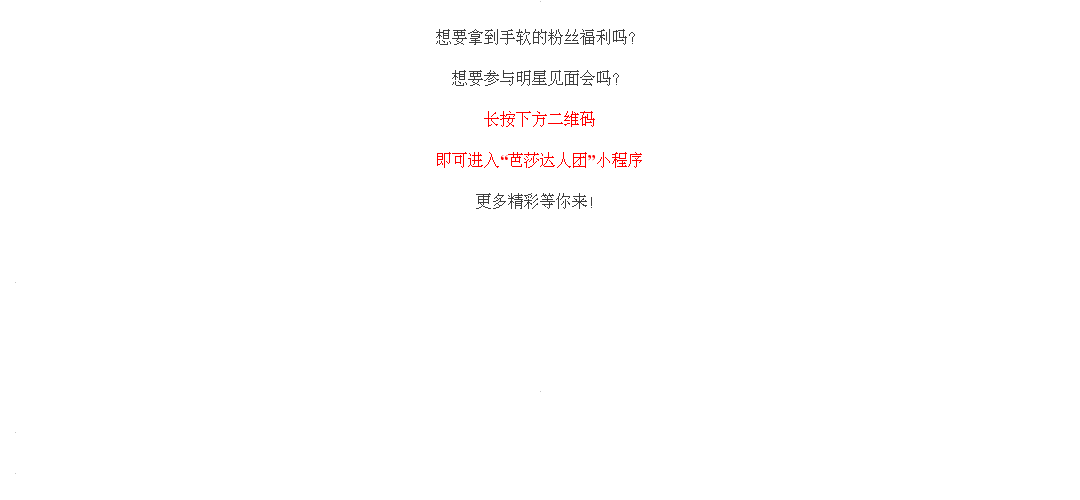 想要拿到手软的粉丝福利吗?
想要参与明星见面会吗?
长按下方二维码
即可进入“芭莎达人团”小程序
更多精彩等你来!